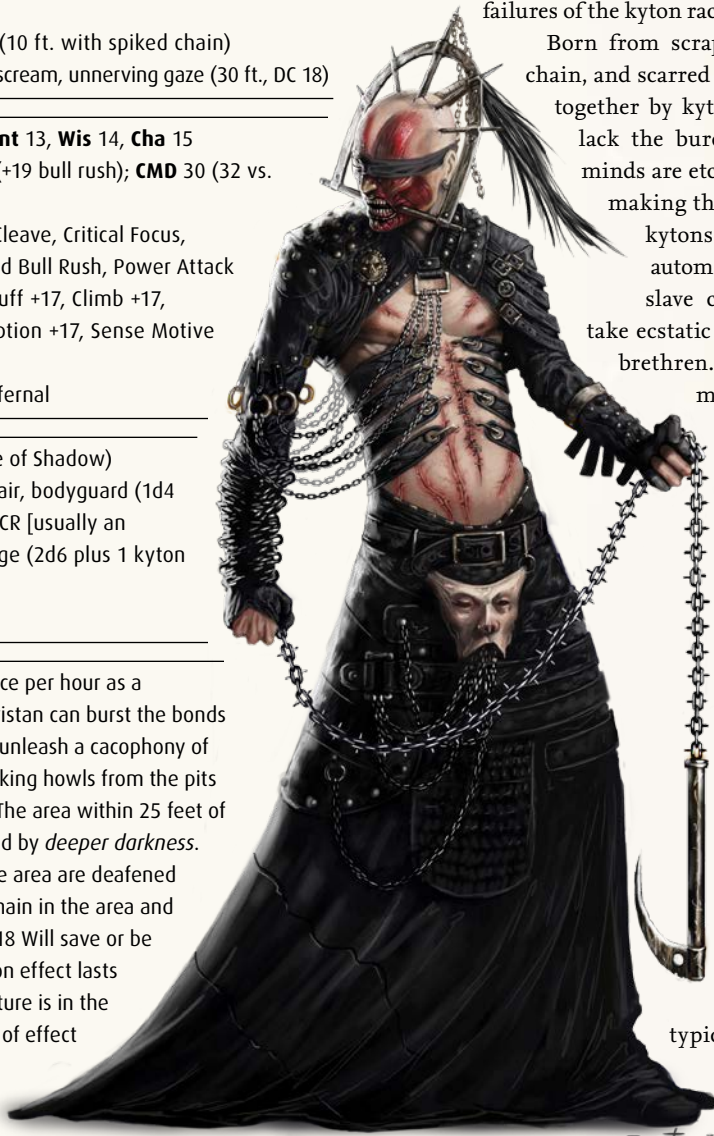 (10 ft. with spiked chain)
scream, unnerving gaze (30 ft., DC 18)
nt 13, Wis 14, Cha 15
(+19 bull rush); CMD 30 (32 vs.
Cleave, Critical Focus,
d Bull Rush, Power Attack
uff +17, Climb +17,
ption +17, Sense Motive
fernal
e of Shadow)
air, bodyguard (1d4
CR [usually an
ge (2d6 plus 1 kyton
ce per hour as a
ristan can burst the bonds
unleash a cacophony of
king howls from the pits
The area within 25 feet of
d by deeper darkness.
e area are deafened
main in the area and
18 Will save or be
on effect lasts
ture is in the
of effect
failures of the kyton rac
Born from scrap
chain, and scarred
together by kyt
lack the burd
minds are etc
making th
kytons
autom
slave c
take ecstatic
brethren.
m
typic